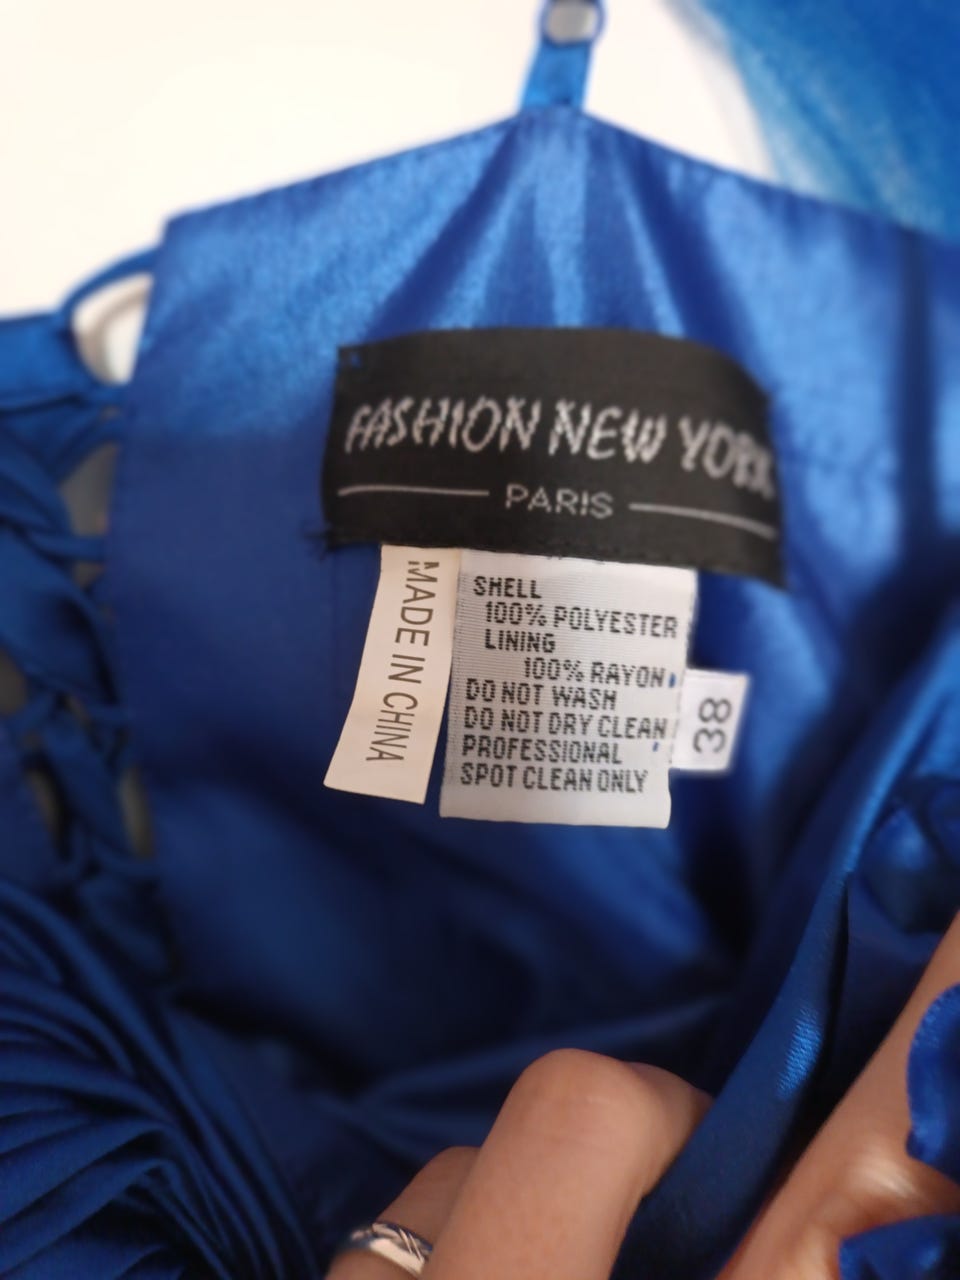 FASHION NEW YORK
PARIS
MADE IN CHINA
SHELL
100% POLYESTER
LINING
100% RAYON
DO NOT WASH
DO NOT DRY CLEAN
PROFESSIONAL
SPOT CLEAN ONLY
38